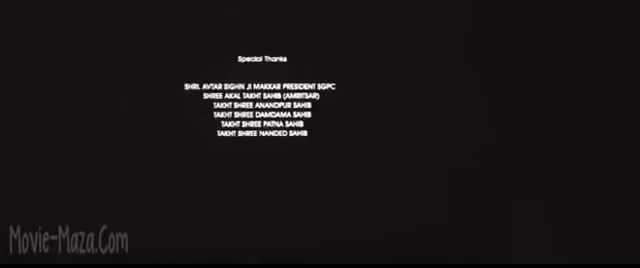 Special Thanks
SHRI. AVTAR SIGHN JI MAKKAR PRESIDENT SGPC
SHREE AKAL TAKHT SAHIB (AMRITSAR)
TAKHT SHREE ANANDPUR SAHIB
TAKHT SHREE DAMDAMA SAHIB
TAKHT SHREE PATNA SAHIB
TAKHT SHREE NANDED SAHIB
Movie-Maza.Com